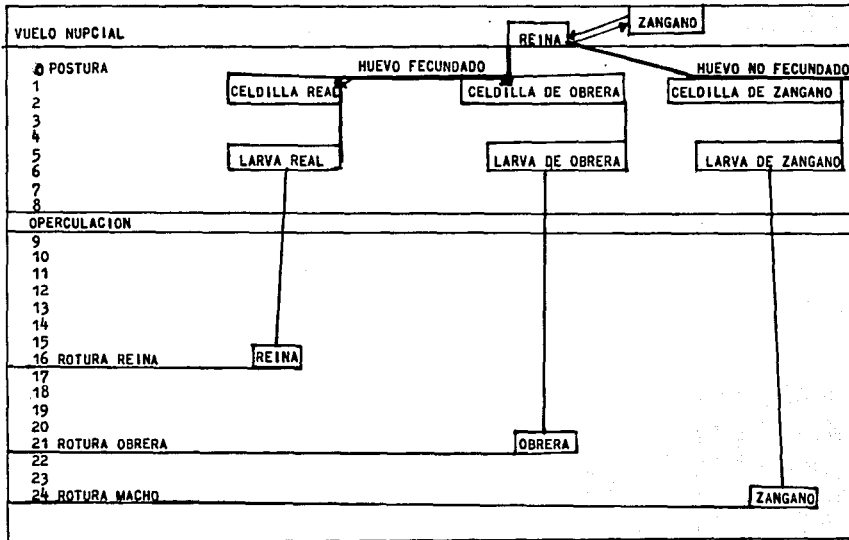 ZANGANO
VUELO NUPCIAL
REINA
0 POSTURA
HUEVO FECUNDADO
HUEVO NO FECUNDADO
1
CELDILLA REAL
CELDILLA DE OBRERA
CELDILLA DE ZANGANO
2
3
4
5
LARVA REAL
LARVA DE OBRERA
LARVA DE ZANGANO
6
7
8
OPERCULACION
9
10
11
12
13
14
15
16 ROTURA REINA
REINA
17
18
19
20
21 ROTURA OBRERA
OBRERA
22
23
24 ROTURA MACHO
ZANGANO